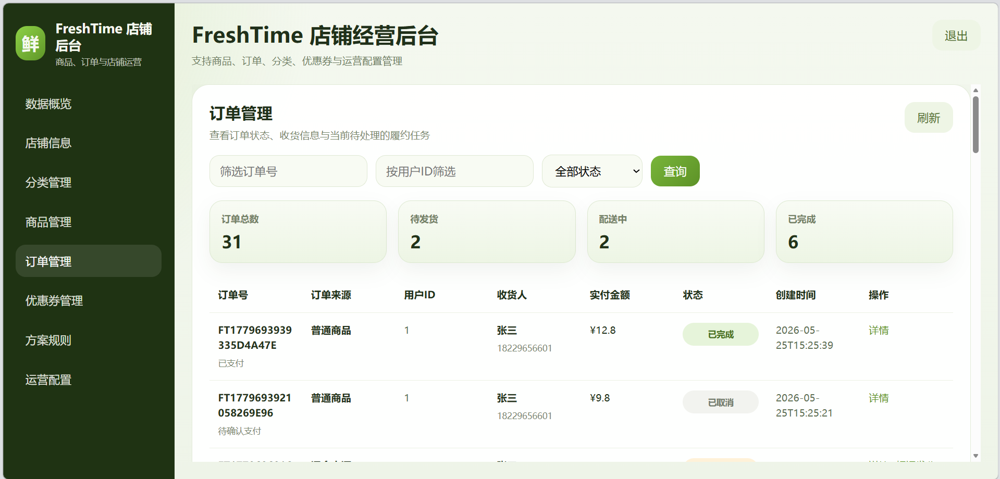 鲜
FreshTime 店铺
后台
商品、订单与店铺运营
数据概览
店铺信息
分类管理
商品管理
订单管理
优惠券管理
方案规则
运营配置
FreshTime 店铺经营后台
支持商品、订单、分类、优惠券与运营配置管理
退出
订单管理
查看订单状态、收货信息与当前待处理的履约任务
刷新
筛选订单号 按用户ID筛选 全部状态 查询
订单总数 待发货 配送中 已完成
31 2 2 6
订单号 订单来源 用户ID 收货人 实付金额 状态 创建时间 操作
FT1779693939 普通商品 1 张三 ¥12.8 已完成 2026-05- 详情
335D4A47E 18229656601 25T15:25:39
已支付
FT1779693921 普通商品 1 张三 ¥9.8 已取消 2026-05- 详情
058269E96 18229656601 25T15:25:21
待确认支付